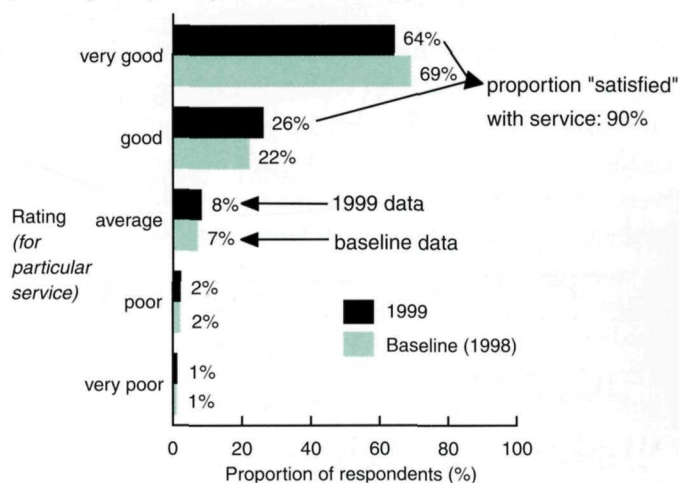 very good
64%
69%
proportion "satisfied"
with service: 90%
good
26%
22%
Rating
(for
particular
service)
average
8%
1999 data
7%
baseline data
poor
2%
2%
1999
Baseline (1998)
very poor
1%
1%
0 20 40 60 80 100
Proportion of respondents (%)